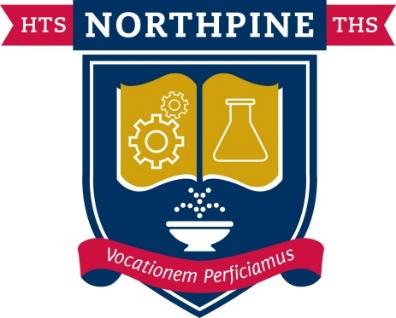 HTS NORTHPINE THS
Vocationem Perficiamus